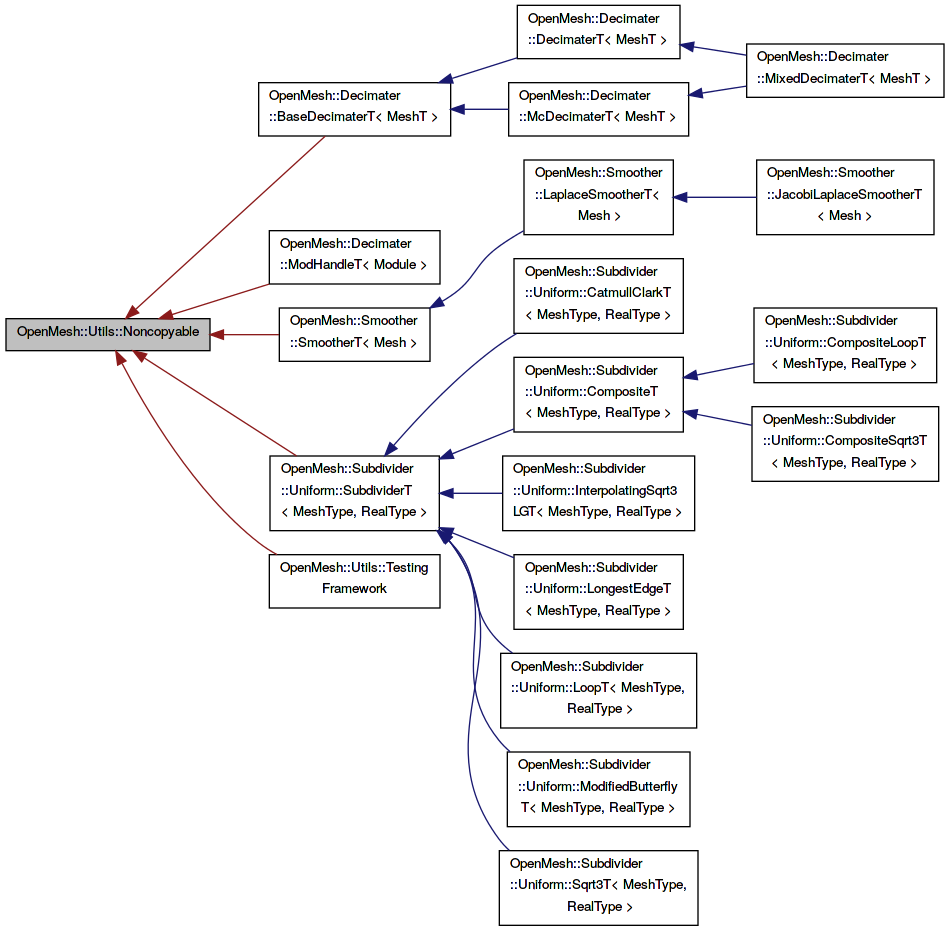 OpenMesh::Utils::Noncopyable
OpenMesh::Decimater
::BaseDecimaterT< MeshT >
OpenMesh::Decimater
::ModHandleT< Module >
OpenMesh::Smoother
::SmootherT< Mesh >
OpenMesh::Subdivider
::Uniform::SubdividerT
< MeshType, RealType >
OpenMesh::Utils::Testing
Framework
OpenMesh::Decimater
::DecimaterT< MeshT >
OpenMesh::Decimater
::McDecimaterT< MeshT >
OpenMesh::Smoother
::LaplaceSmootherT<
Mesh >
OpenMesh::Subdivider
::Uniform::CatmullClarkT
< MeshType, RealType >
OpenMesh::Subdivider
::Uniform::CompositeT
< MeshType, RealType >
OpenMesh::Subdivider
::Uniform::InterpolatingSqrt3
LGT< MeshType, RealType >
OpenMesh::Subdivider
::Uniform::LongestEdgeT
< MeshType, RealType >
OpenMesh::Subdivider
::Uniform::LoopT< MeshType,
RealType >
OpenMesh::Subdivider
::Uniform::ModifiedButterfly
T< MeshType, RealType >
OpenMesh::Subdivider
::Uniform::Sqrt3T< MeshType,
RealType >
OpenMesh::Decimater
::MixedDecimaterT< MeshT >
OpenMesh::Smoother
::JacobiLaplaceSmootherT
< Mesh >
OpenMesh::Subdivider
::Uniform::CompositeLoopT
< MeshType, RealType >
OpenMesh::Subdivider
::Uniform::CompositeSqrt3T
< MeshType, RealType >